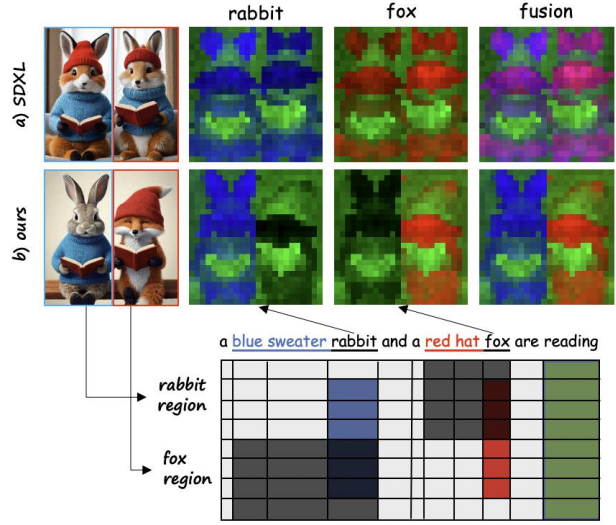 rabbit fox fusion
a) SDXL
b) ours
a blue sweater rabbit and a red hat fox are reading
rabbit
region
fox
region